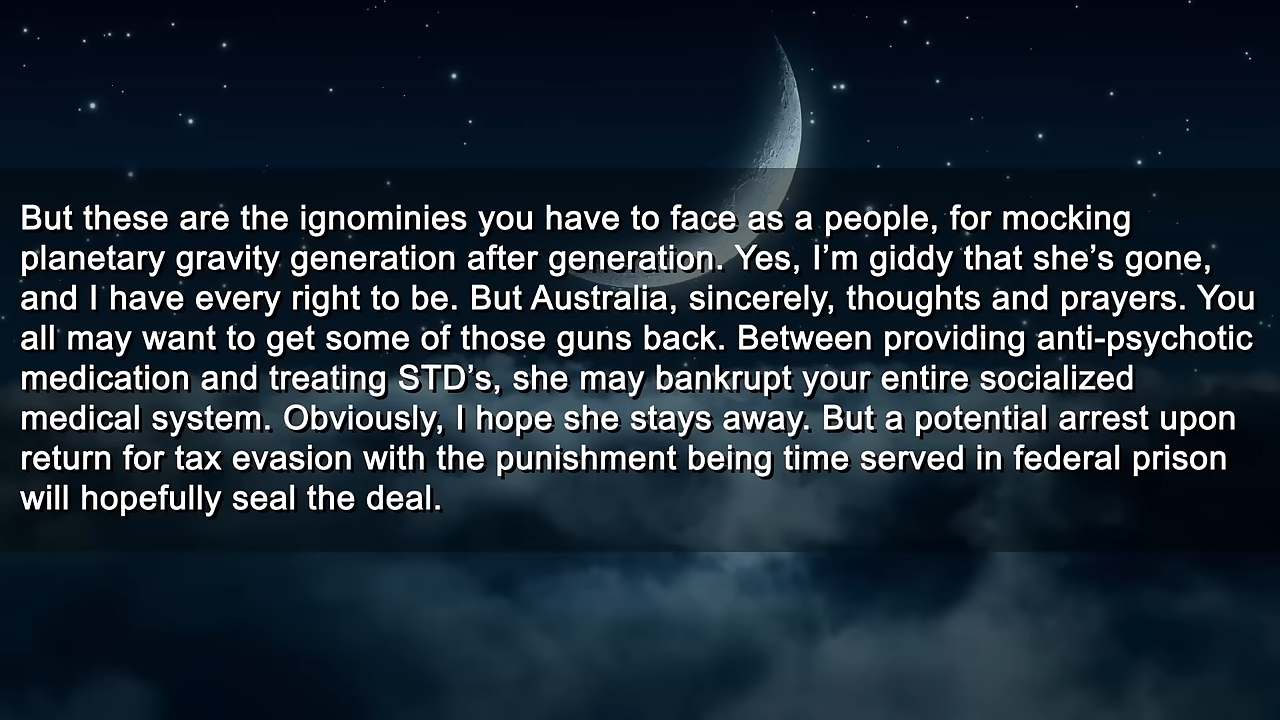 But these are the ignominies you have to face as a people, for mocking
planetary gravity generation after generation. Yes, I’m giddy that she’s gone,
and I have every right to be. But Australia, sincerely, thoughts and prayers. You
all may want to get some of those guns back. Between providing anti-psychotic
medication and treating STD’s, she may bankrupt your entire socialized
medical system. Obviously, I hope she stays away. But a potential arrest upon
return for tax evasion with the punishment being time served in federal prison
will hopefully seal the deal.